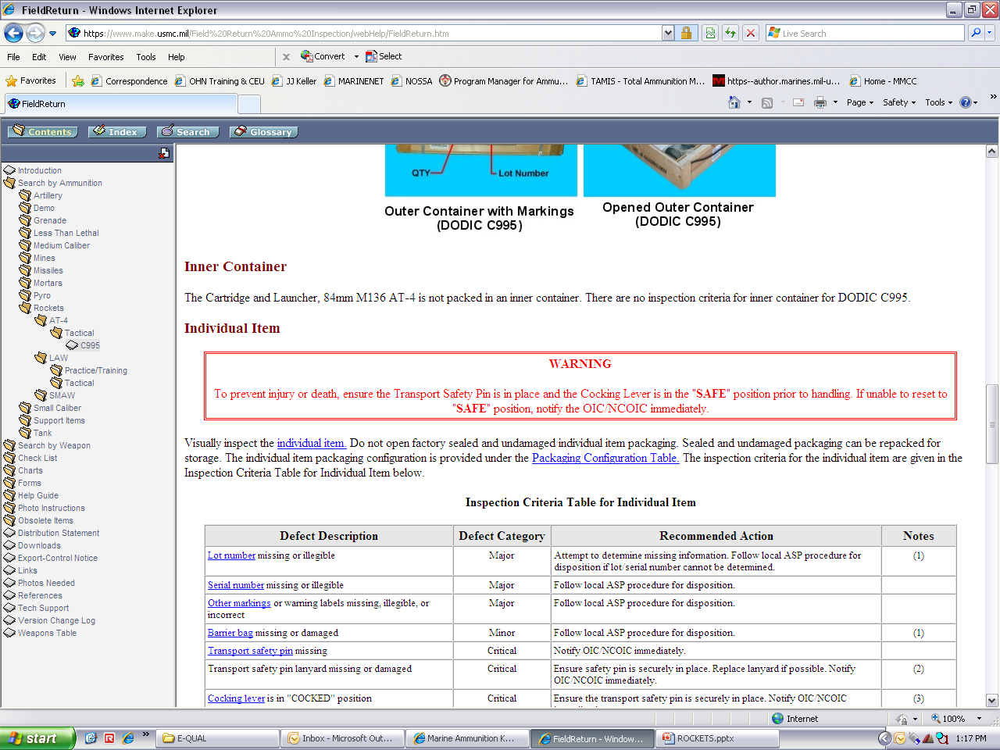 FieldReturn - Windows Internet Explorer
https://www.make.usmc.mil/Field%20Return%20Ammo%20Inspection/webHelp/FieldReturn.htm
Live Search
File Edit View Favorites Tools Help
x Convert Select
Favorites Correspondence OHN Training & CEU JJ Keller MARINENET NOSSA Program Manager for Ammu... TAMIS - Total Ammunition M... https--author.marines.mil-u... Home - MMCC
FieldReturn
Page Safety Tools
Contents Index Search Glossary
Introduction
Search by Ammunition
Artillery
Demo
Grenade
Less Than Lethal
Medium Caliber
Mines
Missiles
Mortars
Pyro
Rockets
AT-4
Tactical
C995
LAW
Practice/Training
Tactical
SMAW
Small Caliber
Support Items
Tank
Search by Weapon
Check List
Charts
Forms
Help Guide
Photo Instructions
Obsolete Items
Distribution Statement
Downloads
Export-Control Notice
Links
Photos Needed
References
Tech Support
Version Change Log
Weapons Table
QTY Lot Number
Outer Container with Markings
(DODIC C995)
Opened Outer Container
(DODIC C995)
Inner Container
The Cartridge and Launcher, 84mm M136 AT-4 is not packed in an inner container. There are no inspection criteria for inner container for DODIC C995.
Individual Item
WARNING
To prevent injury or death, ensure the Transport Safety Pin is in place and the Cocking Lever is in the "SAFE" position prior to handling. If unable to reset to
"SAFE" position, notify the OIC/NCOIC immediately.
Visually inspect the individual item. Do not open factory sealed and undamaged individual item packaging. Sealed and undamaged packaging can be repacked for
storage. The individual item packaging configuration is provided under the Packaging Configuration Table. The inspection criteria for the individual item are given in the
Inspection Criteria Table for Individual Item below.
Inspection Criteria Table for Individual Item
Defect Description Defect Category Recommended Action Notes
Lot number missing or illegible Major Attempt to determine missing information. Follow local ASP procedure for (1)
disposition if lot/serial number cannot be determined.
Serial number missing or illegible Major Follow local ASP procedure for disposition.
Other markings or warning labels missing, illegible, or Major Follow local ASP procedure for disposition.
incorrect
Barrier bag missing or damaged Minor Follow local ASP procedure for disposition. (1)
Transport safety pin missing Critical Notify OIC/NCOIC immediately.
Transport safety pin lanyard missing or damaged Critical Ensure safety pin is securely in place. Replace lanyard if possible. Notify (2)
OIC/NCOIC immediately.
Cocking lever is in "COCKED" position Critical Ensure the transport safety pin is securely in place. Notify OIC/NCOIC (3)
Internet 100%
start E-QUAL Inbox - Microsoft Out... Marine Ammunition K... FieldReturn - Window... ROCKETS.pptx 1:17 PM